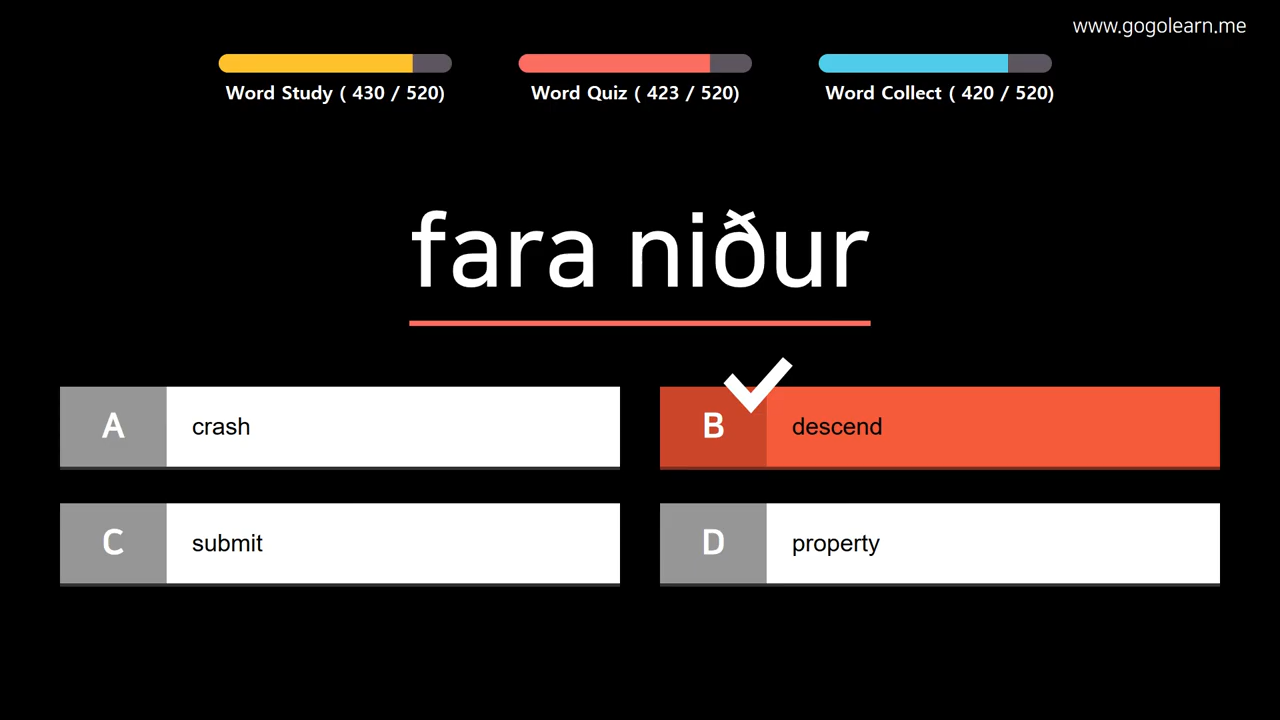 www.gogolearn.me
Word Study ( 430 / 520)
Word Quiz ( 423 / 520)
Word Collect ( 420 / 520)
fara niður
A crash
B descend
C submit
D property